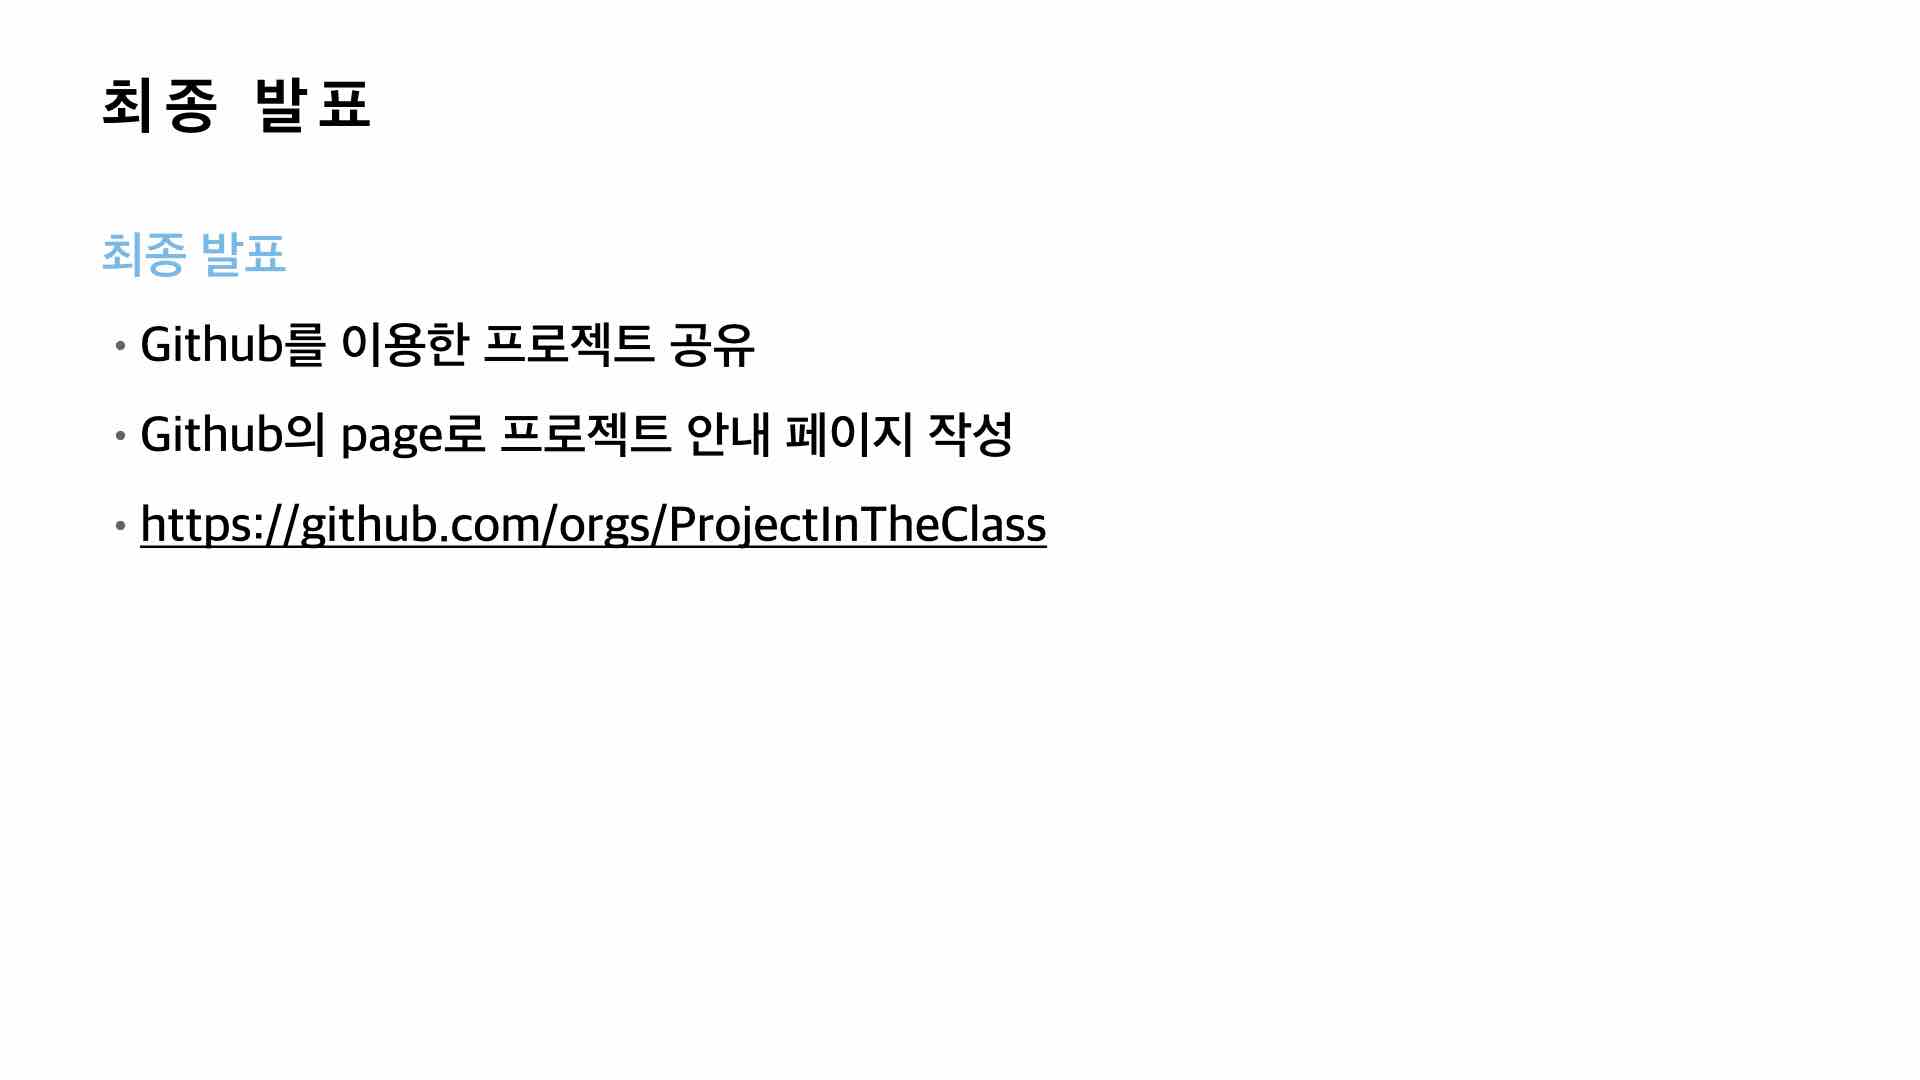 최종 발표
최종 발표
• Github를 이용한 프로젝트 공유
• Github의 page로 프로젝트 안내 페이지 작성
• https://github.com/orgs/ProjectInTheClass